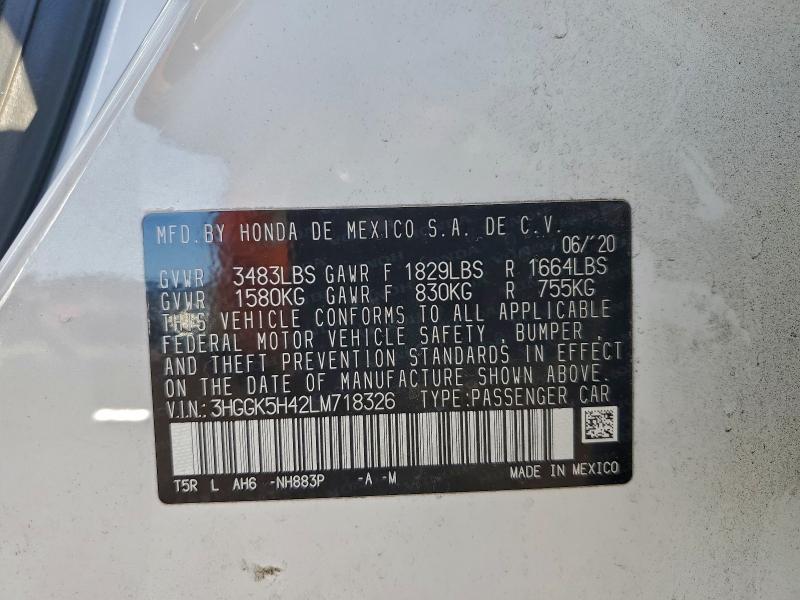 MFD.BY HONDA DE MEXICO S.A. DE C.V.
06/'20
GVWR 3483LBS GAWR F 1829LBS R 1664LBS
GVWR 1580KG GAWR F 830KG R 755KG
THIS VEHICLE CONFORMS TO ALL APPLICABLE
FEDERAL MOTOR VEHICLE SAFETY, BUMPER,
AND THEFT PREVENTION STANDARDS IN EFFECT
ON THE DATE OF MANUFACTURE SHOWN ABOVE.
V.I.N.: 3HGGK5H42LM718326 TYPE:PASSENGER CAR
T5R L AH6 -NH883P -A -M MADE IN MEXICO